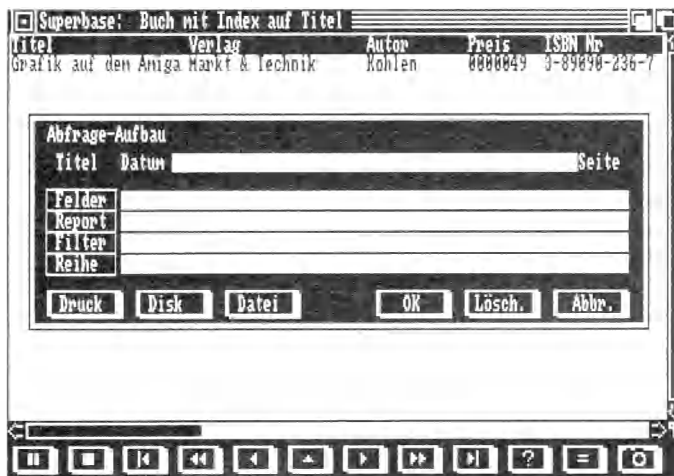 Superbase: Buch mit Index auf Titel
Titel Verlag Autor Preis ISBN Nr
Grafik auf dem Amiga Markt & Technik Kohlen 0000049 3-89090-236-7
Abfrage-Aufbau
Titel Datum Seite
Felder
Report
Filter
Reihe
Druck Disk Datei OK Lösch. Abbr.
? =